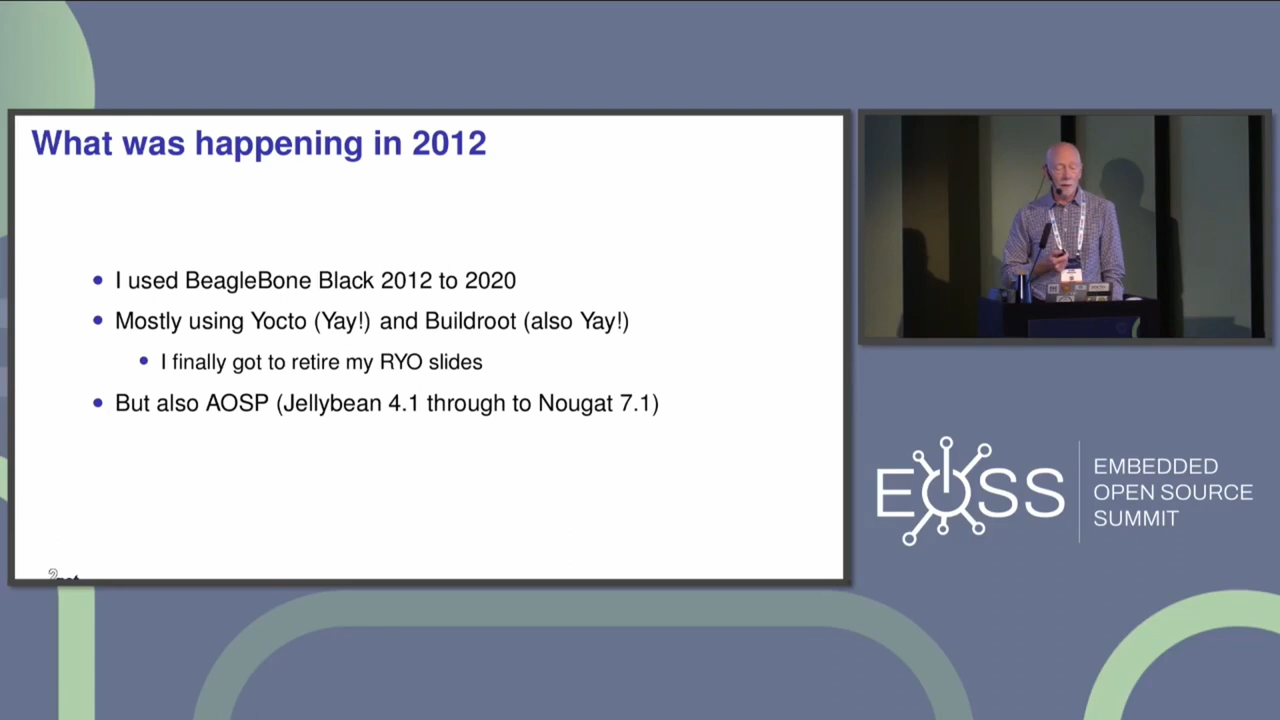 What was happening in 2012
I used BeagleBone Black 2012 to 2020
Mostly using Yocto (Yay!) and Buildroot (also Yay!)
I finally got to retire my RYO slides
But also AOSP (Jellybean 4.1 through to Nougat 7.1)
EOSS
EMBEDDED
OPEN SOURCE
SUMMIT